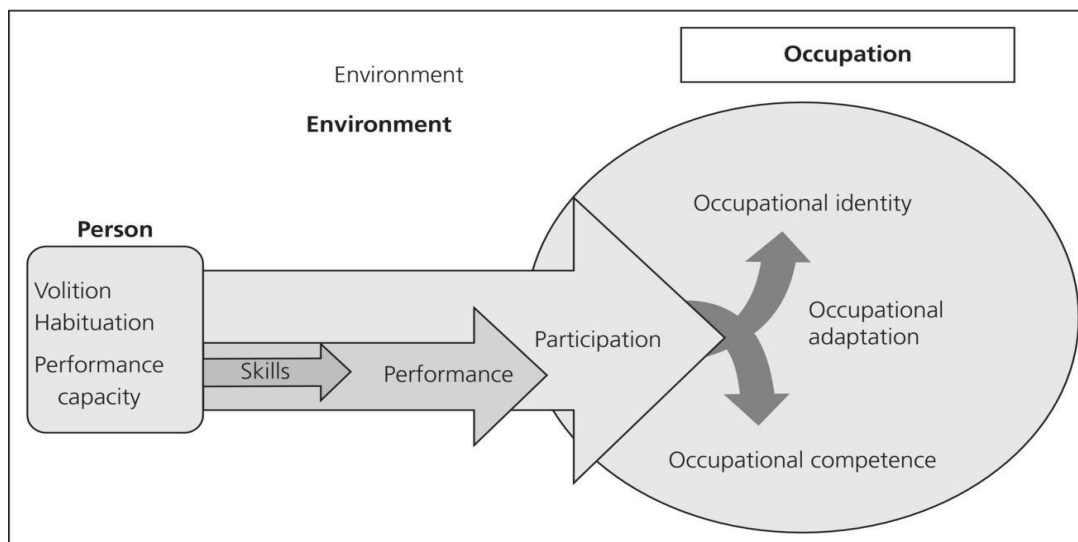 Occupation
Environment
Environment
Occupational identity
Person
Volition
Habituation
Performance
capacity
Skills
Performance
Participation
Occupational
adaptation
Occupational competence